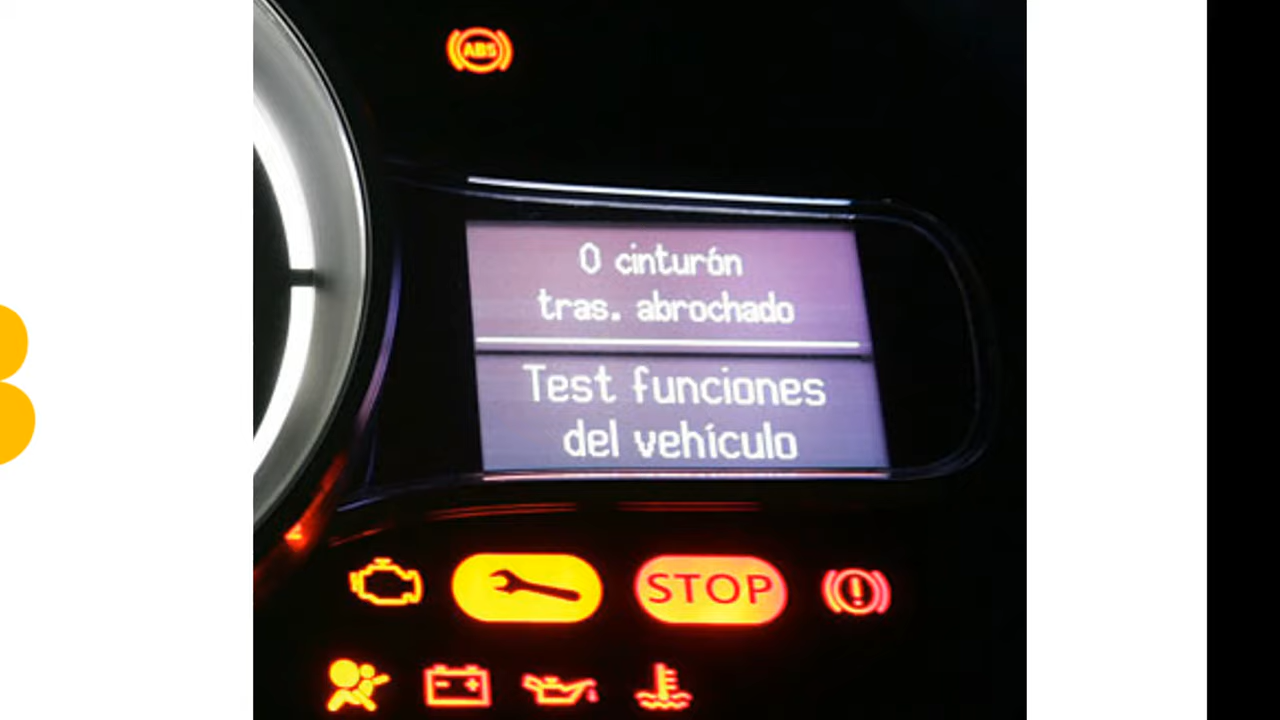 ABS
0 cinturón
tras. abrochado
Test funciones
del vehículo
STOP